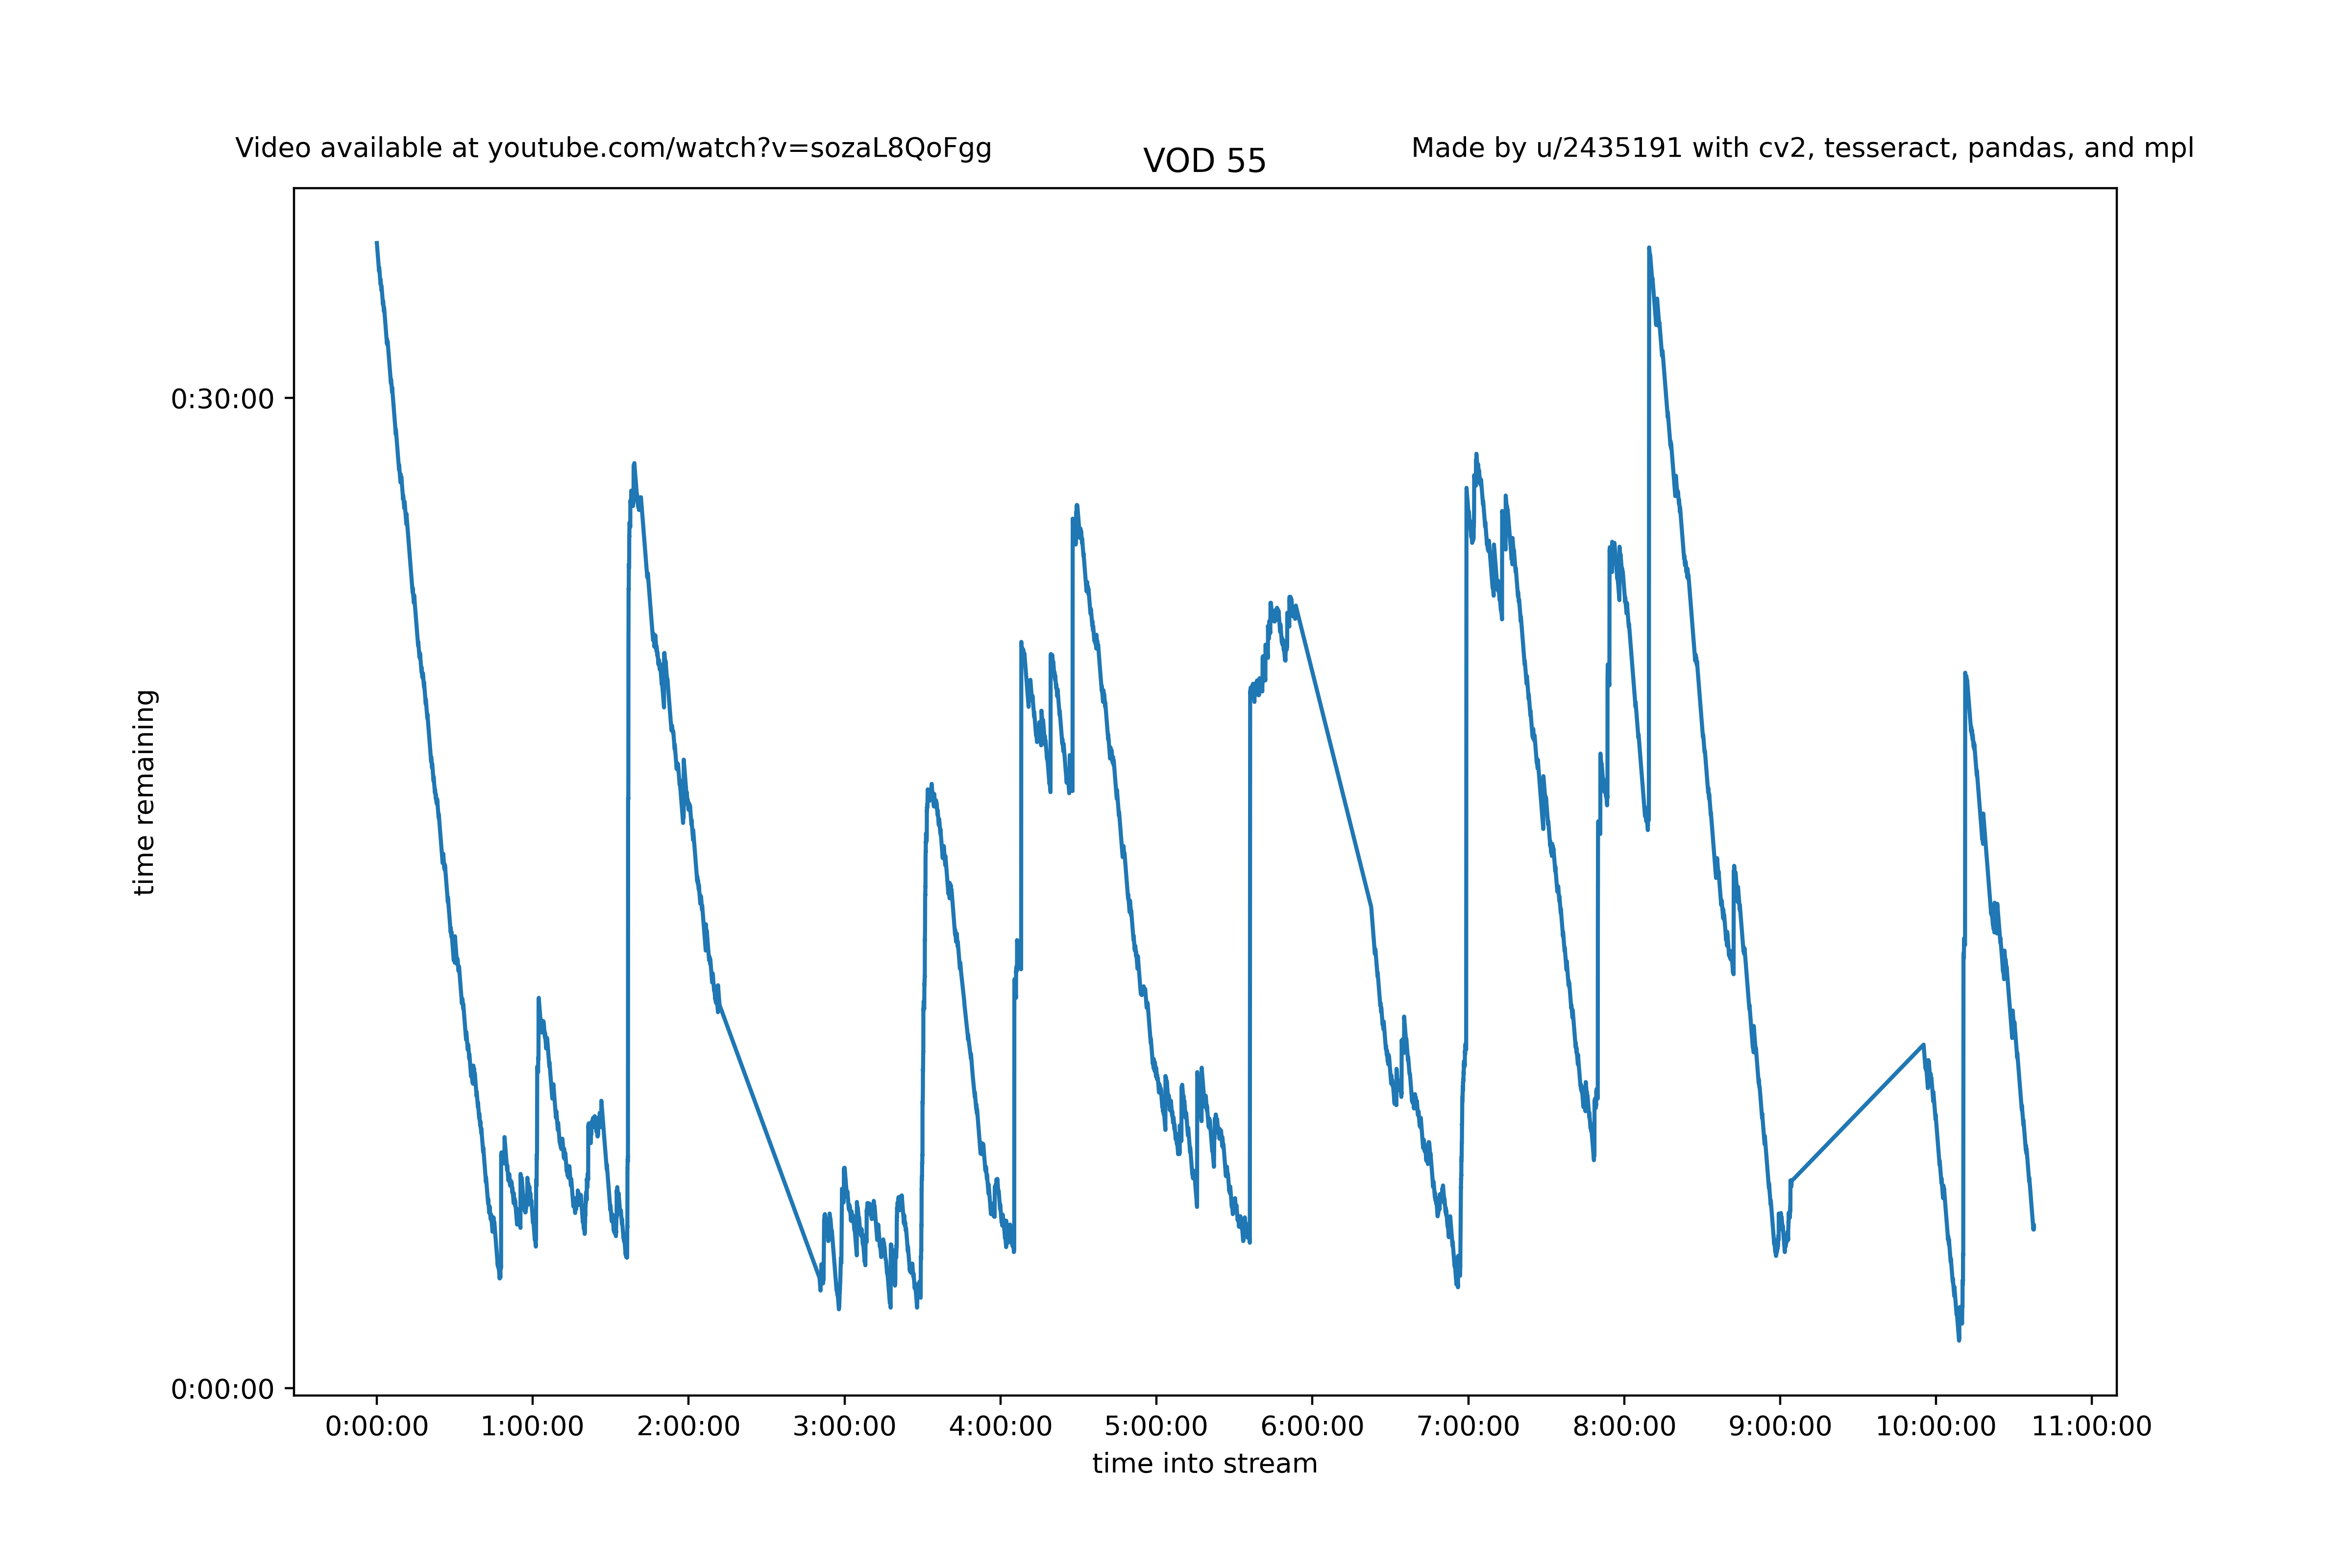 Video available at youtube.com/watch?v=sozaL8QoFgg
VOD 55
Made by u/2435191 with cv2, tesseract, pandas, and mpl
0:30:00
time remaining
0:00:00
0:00:00 1:00:00 2:00:00 3:00:00 4:00:00 5:00:00 6:00:00 7:00:00 8:00:00 9:00:00 10:00:00 11:00:00
time into stream